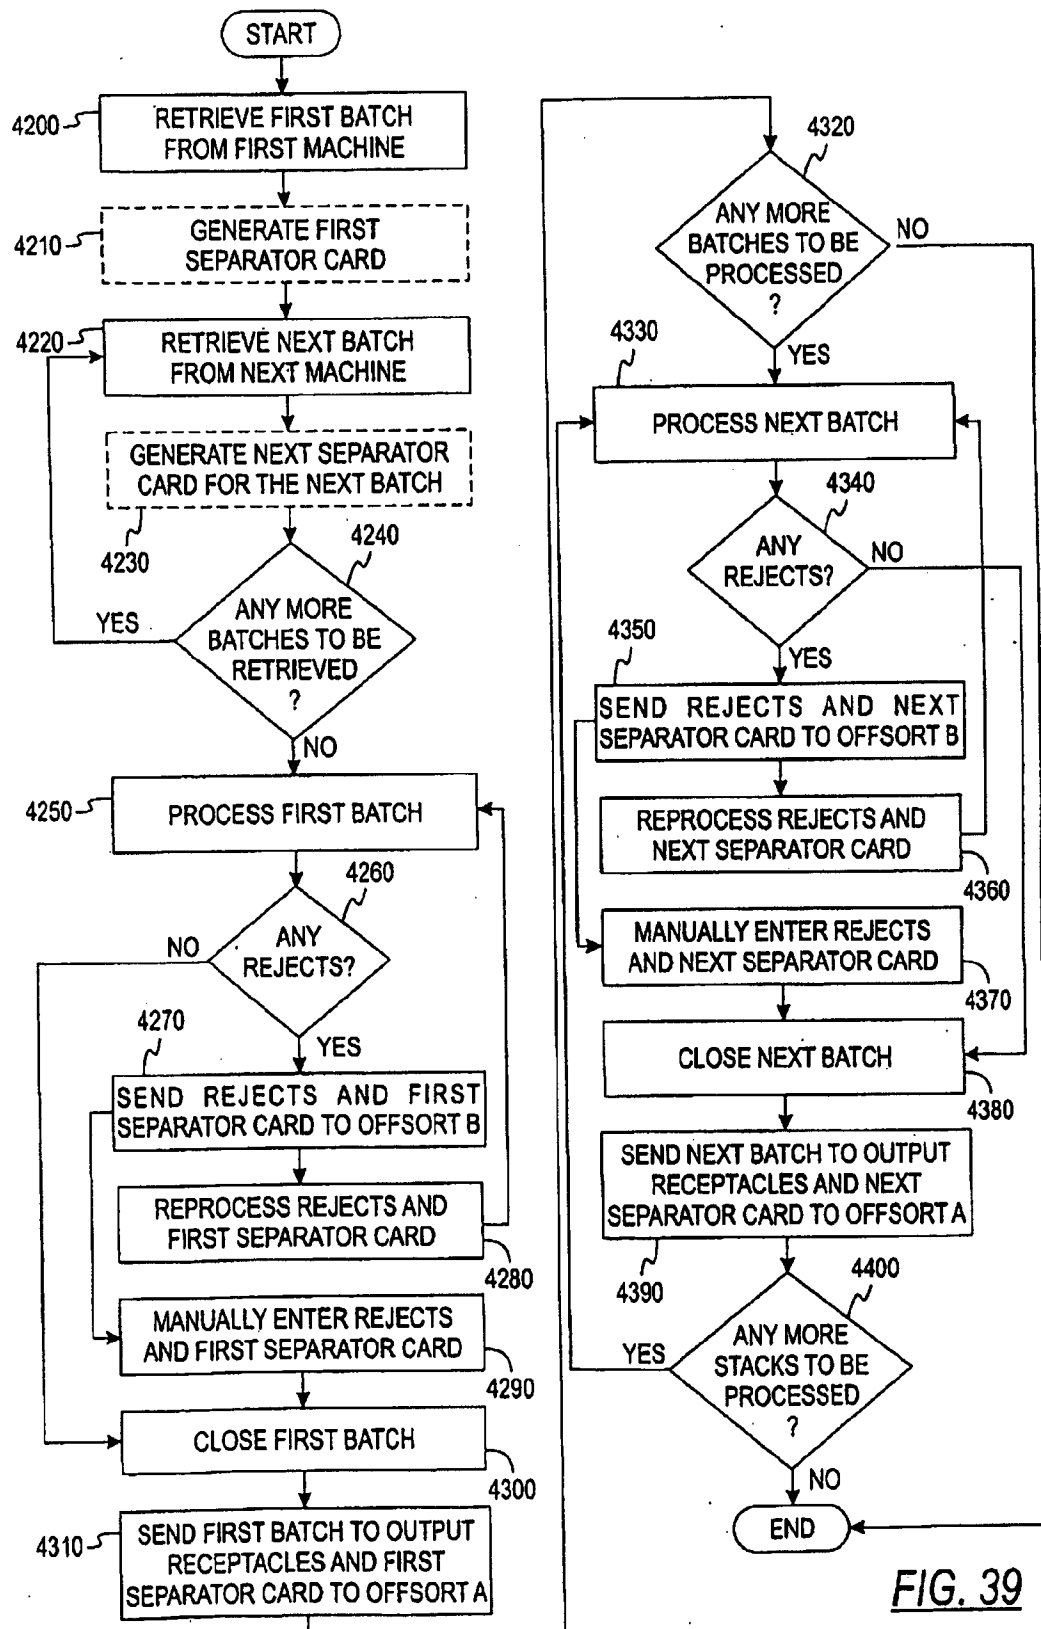 START
4200
RETRIEVE FIRST BATCH
FROM FIRST MACHINE
4210
GENERATE FIRST
SEPARATOR CARD
4220
RETRIEVE NEXT BATCH
FROM NEXT MACHINE
GENERATE NEXT SEPARATOR
CARD FOR THE NEXT BATCH
4230
4240
ANY MORE
BATCHES TO BE
RETRIEVED
?
YES
NO
4250
PROCESS FIRST BATCH
4260
ANY
REJECTS?
NO
YES
4270
SEND REJECTS AND FIRST
SEPARATOR CARD TO OFFSORT B
REPROCESS REJECTS AND
FIRST SEPARATOR CARD
4280
MANUALLY ENTER REJECTS
AND FIRST SEPARATOR CARD
4290
CLOSE FIRST BATCH
4300
4310
SEND FIRST BATCH TO OUTPUT
RECEPTACLES AND FIRST
SEPARATOR CARD TO OFFSORT A
4320
ANY MORE
BATCHES TO BE
PROCESSED
?
NO
YES
4330
PROCESS NEXT BATCH
4340
ANY
REJECTS?
NO
YES
4350
SEND REJECTS AND NEXT
SEPARATOR CARD TO OFFSORT B
REPROCESS REJECTS AND
NEXT SEPARATOR CARD
4360
MANUALLY ENTER REJECTS
AND NEXT SEPARATOR CARD
4370
CLOSE NEXT BATCH
4380
SEND NEXT BATCH TO OUTPUT
RECEPTACLES AND NEXT
SEPARATOR CARD TO OFFSORT A
4390
4400
ANY MORE
STACKS TO BE
PROCESSED
?
YES
NO
END
FIG. 39